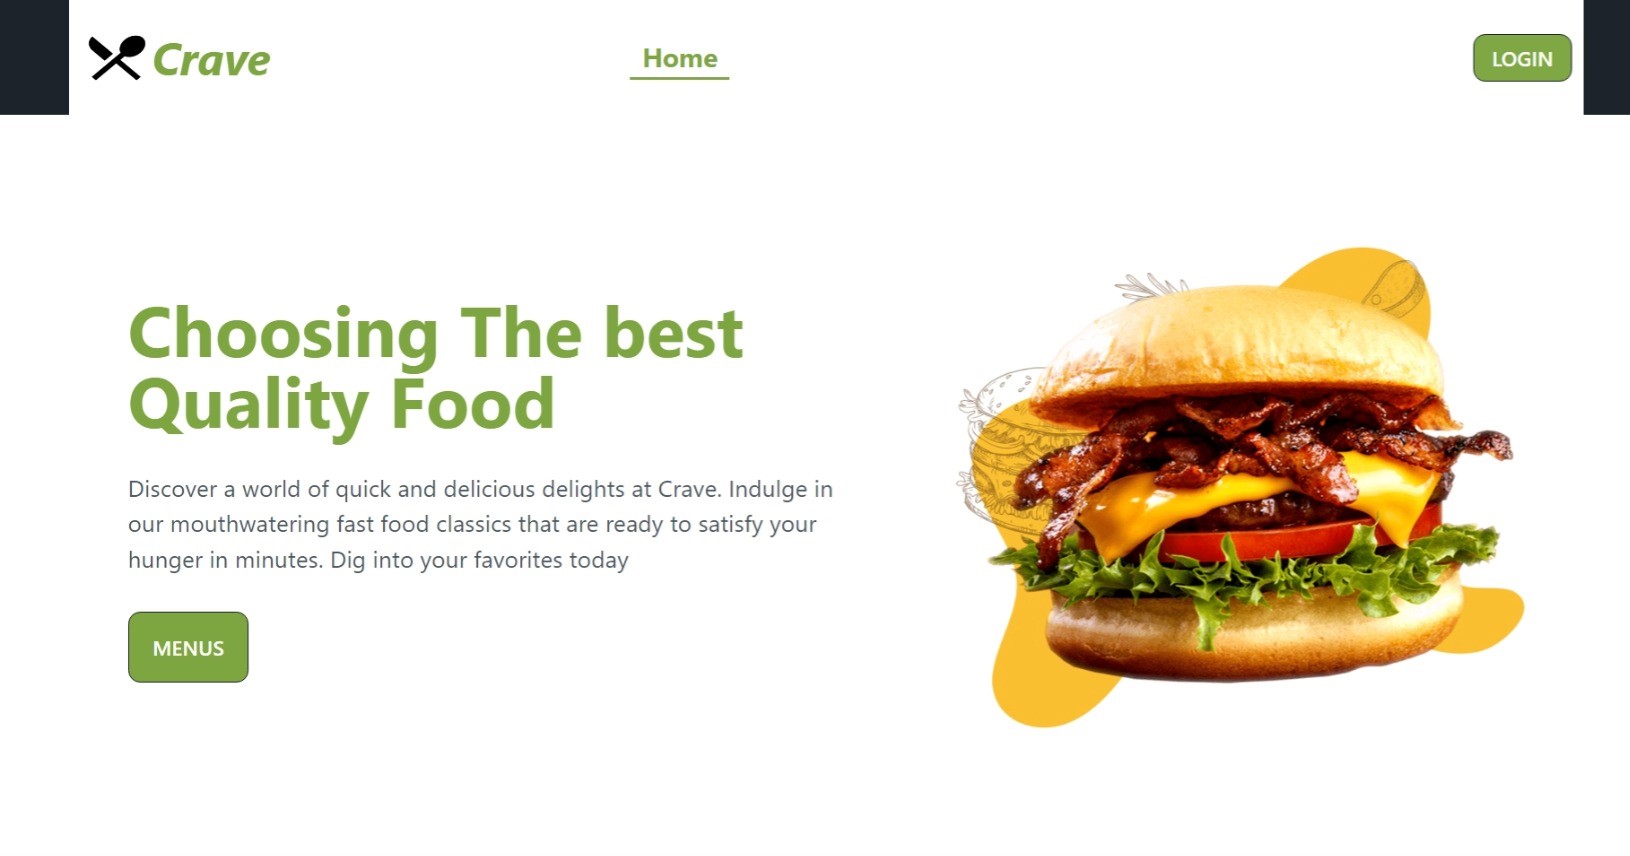 Crave
Home
LOGIN
Choosing The best
Quality Food
Discover a world of quick and delicious delights at Crave. Indulge in
our mouthwatering fast food classics that are ready to satisfy your
hunger in minutes. Dig into your favorites today
MENUS